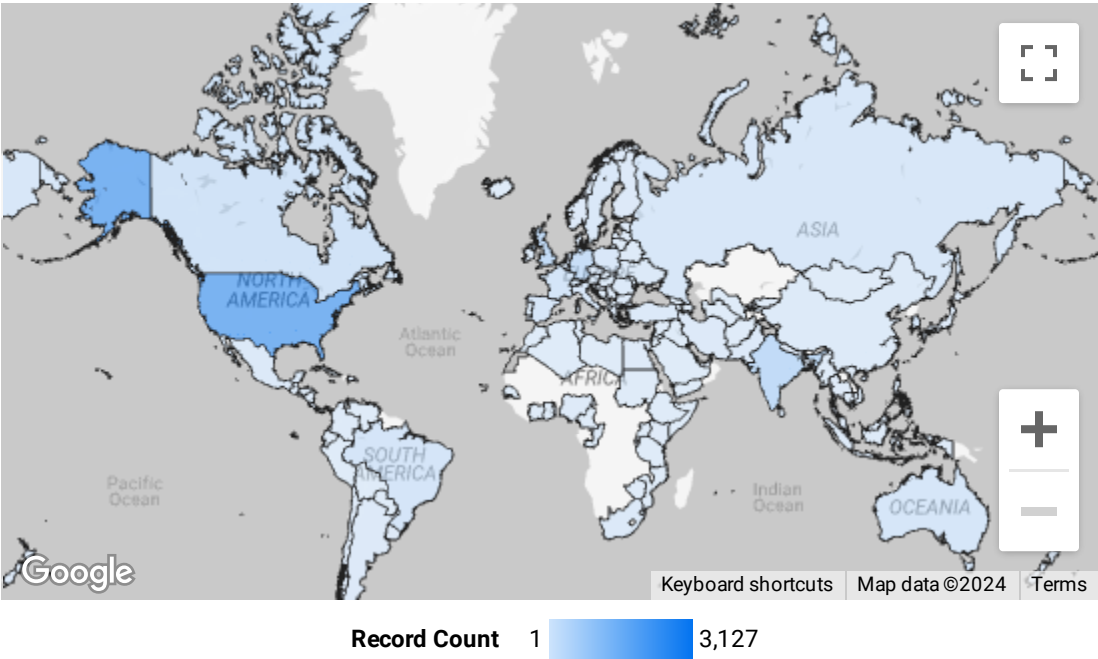 ASIA
NORTH
AMERICA
EUROPE
Atlantic
Ocean
AFRICA
SOUTH
AMERICA
Pacific
Ocean
Indian
Ocean
OCEANIA
Google
Keyboard shortcuts
Map data ©2024
Terms
Record Count 1 3,127